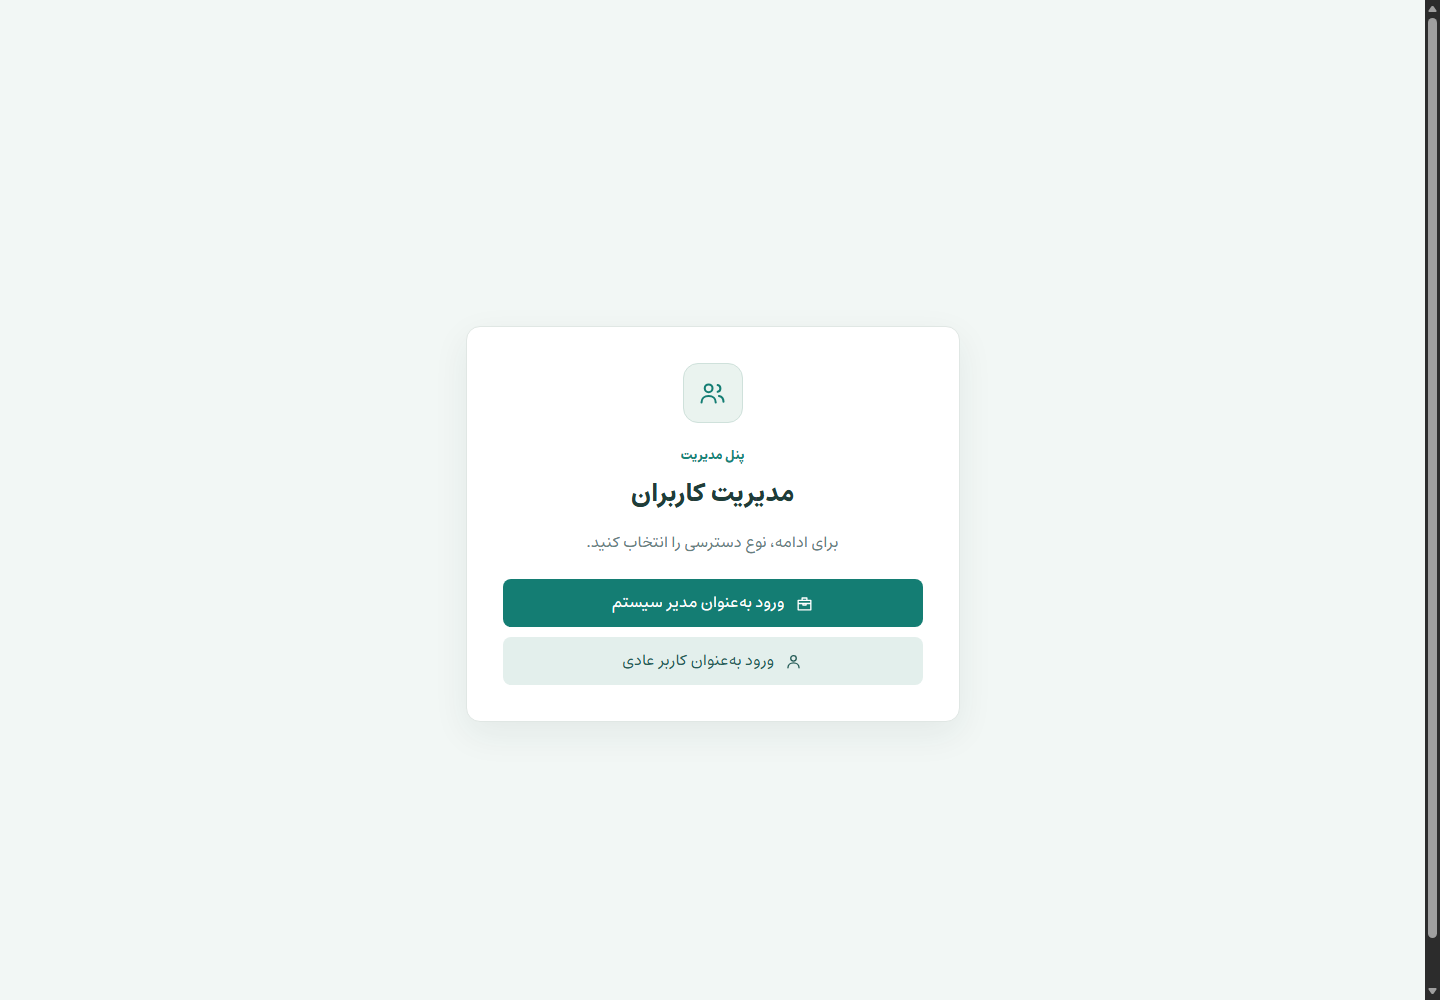 پنل مدیریت
مدیریت کاربران
برای ادامه، نوع دسترسی را انتخاب کنید.
ورود به‌عنوان مدیر سیستم
ورود به‌عنوان کاربر عادی